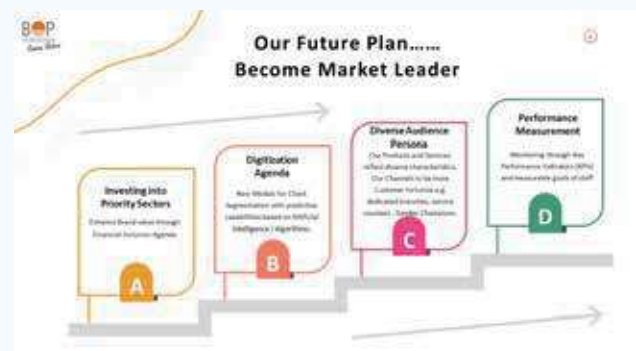 BOP
Our Future Plan......
Become Market Leader
Investing into
Priority Sectors
Enhance Brand value through
Financial Inclusion Agenda
A
Digitization
Agenda
New Models for Client
Segmentation with predictive
capabilities based on Artificial
Intelligence / Algorithms
B
Diverse Audience
Persona
Our Products and Services
reflect diverse characteristics.
Our Channels to be more
Customer
dedicated branches, service
counters , Gender Champions
C
Performance
Measurement
Monitoring through Key
Performance Indicators (KPIs)
and measurable goals of staff
D